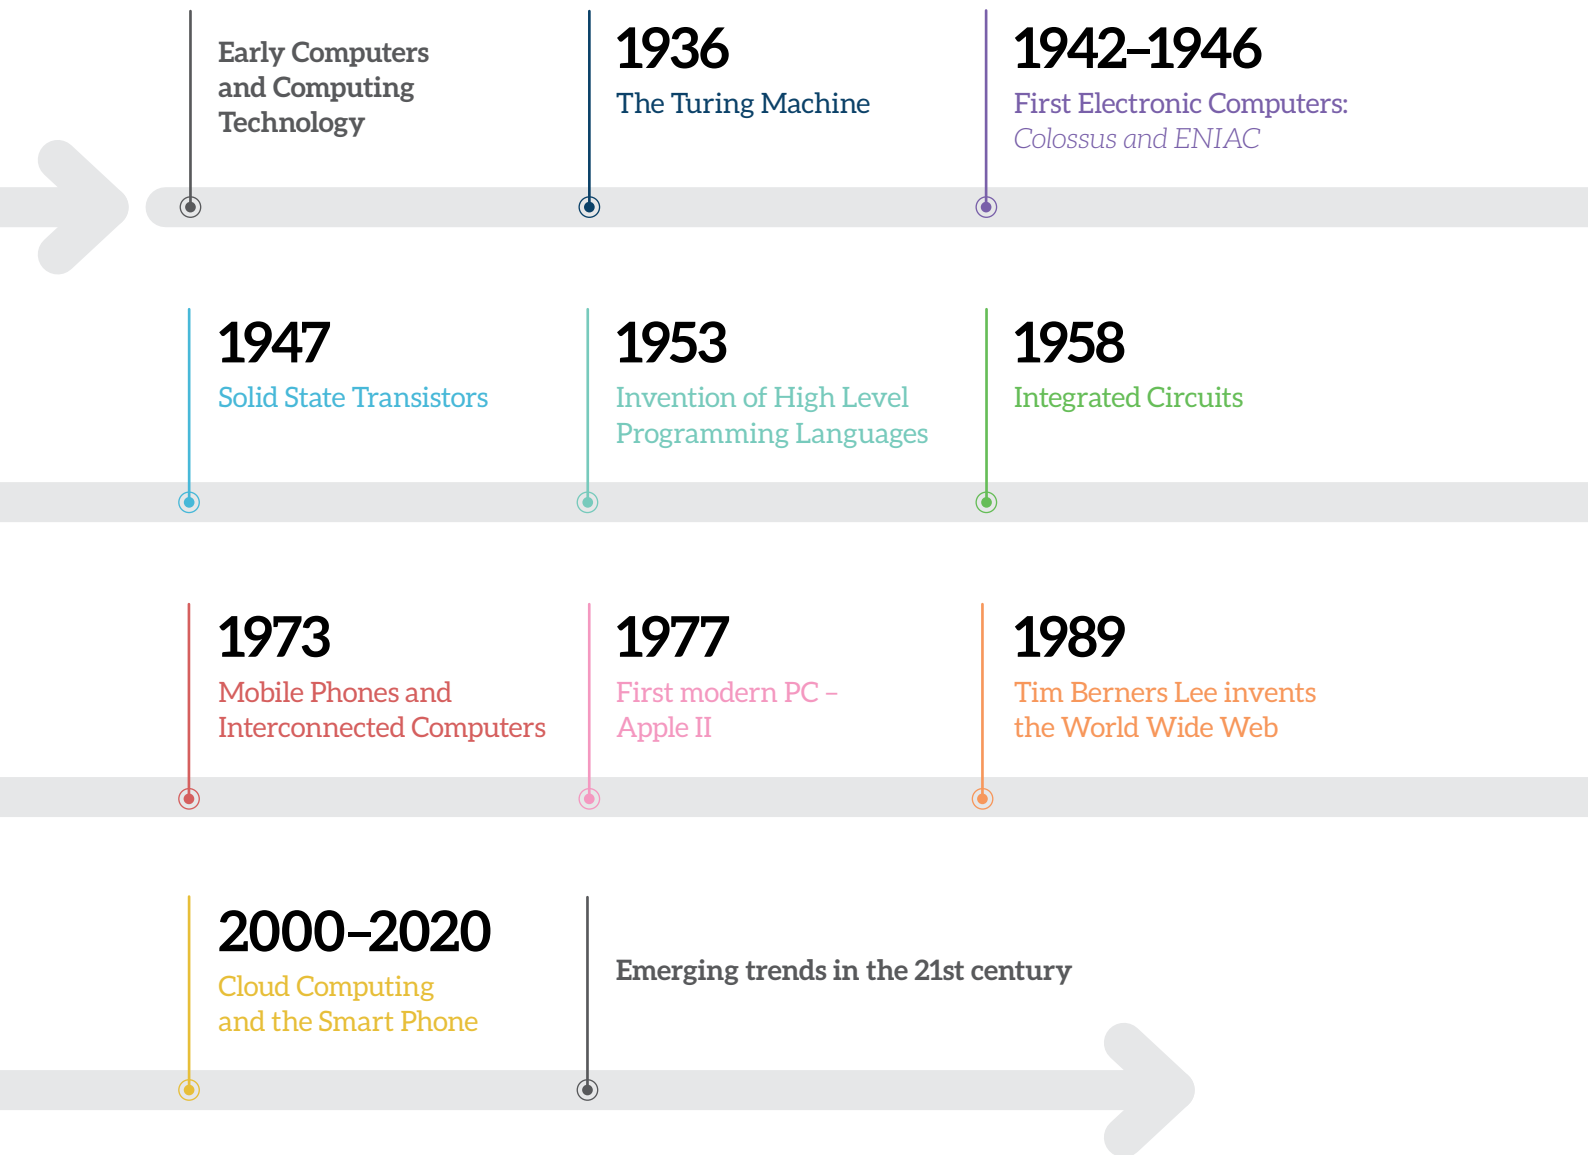 Early Computers
and Computing
Technology
1936
The Turing Machine
1942–1946
First Electronic Computers:
Colossus and ENIAC
1947
Solid State Transistors
1953
Invention of High Level
Programming Languages
1958
Integrated Circuits
1973
Mobile Phones and
Interconnected Computers
1977
First modern PC –
Apple II
1989
Tim Berners Lee invents
the World Wide Web
2000–2020
Cloud Computing
and the Smart Phone
Emerging trends in the 21st century